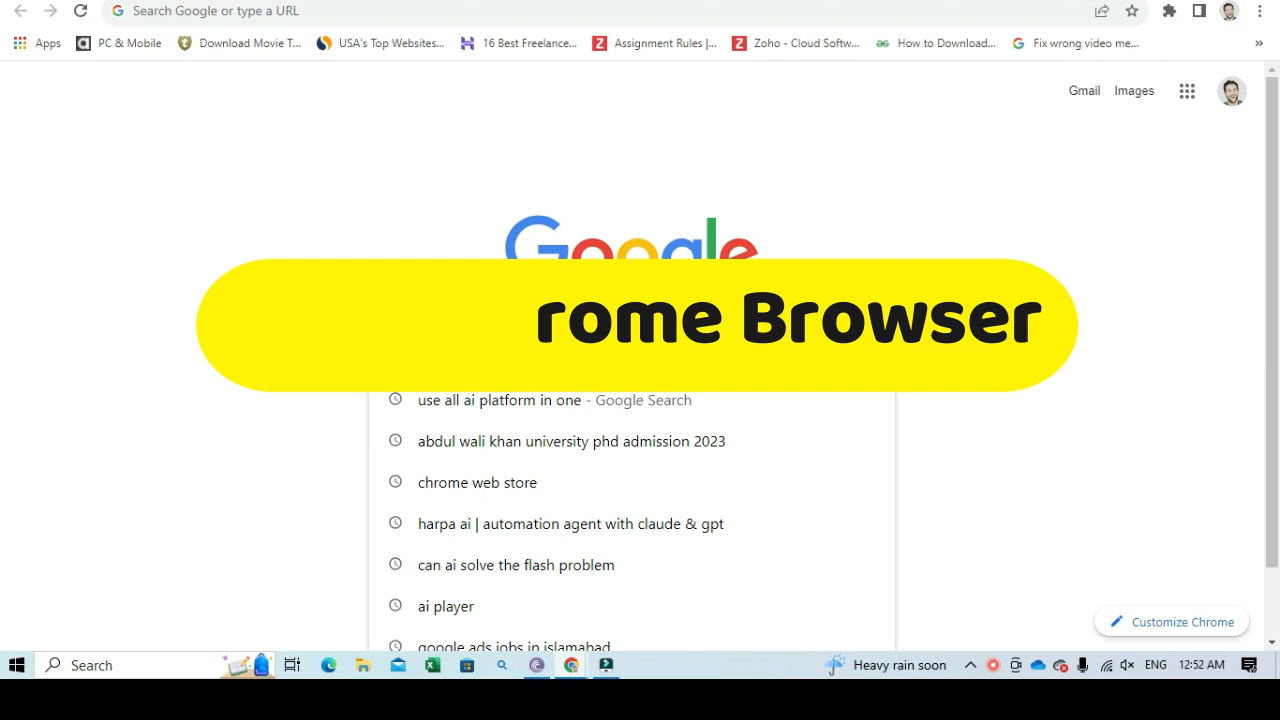 Search Google or type a URL
Apps
PC & Mobile
Download Movie T...
USA's Top Websites...
16 Best Freelance...
Assignment Rules |...
Zoho - Cloud Softw...
How to Download...
Fix wrong video me...
»
Gmail Images
Google
rome Browser
use all ai platform in one - Google Search
abdul wali khan university phd admission 2023
chrome web store
harpa ai | automation agent with claude & gpt
can ai solve the flash problem
ai player
google ads jobs in islamabad
Customize Chrome
Search
Heavy rain soon
ENG
12:52 AM